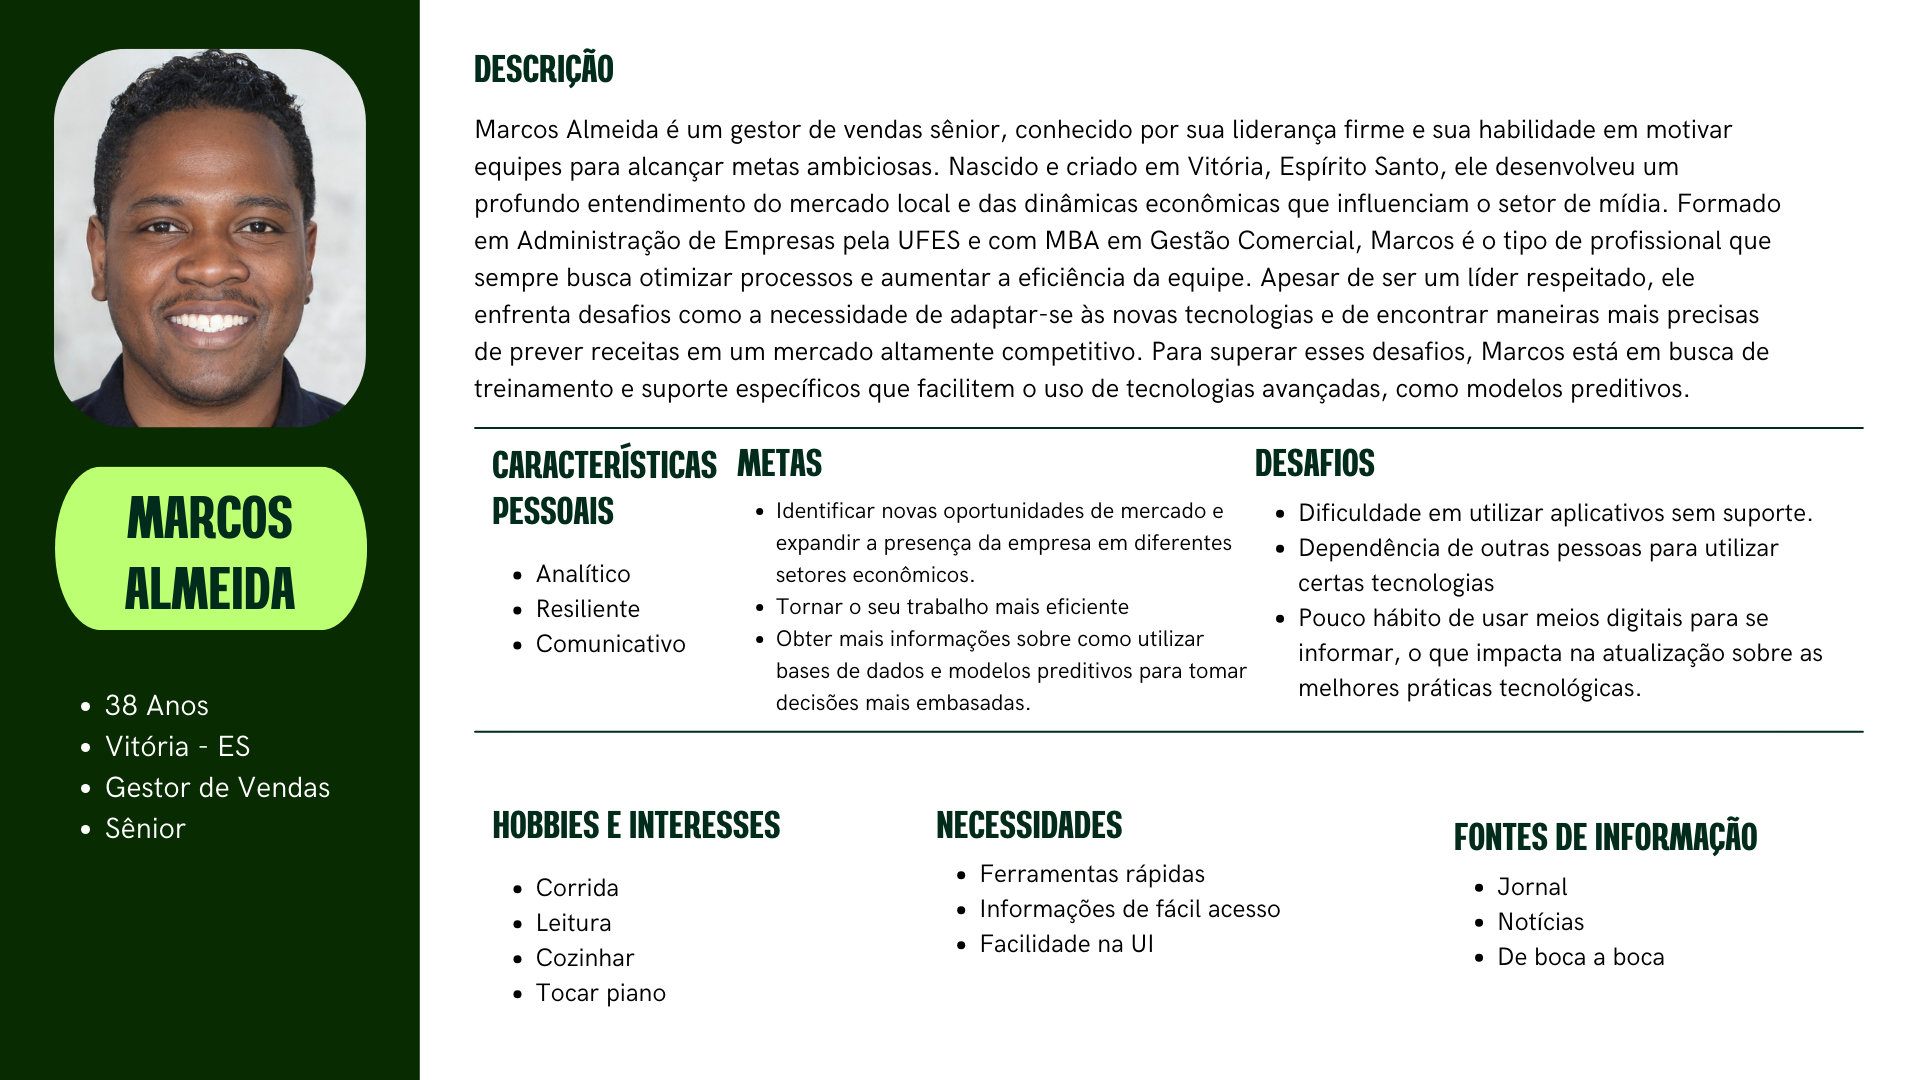 MARCOS
ALMEIDA
38 Anos
Vitória - ES
Gestor de Vendas
Sênior
DESCRIÇÃO
Marcos Almeida é um gestor de vendas sênior, conhecido por sua liderança firme e sua habilidade em motivar
equipes para alcançar metas ambiciosas. Nascido e criado em Vitória, Espírito Santo, ele desenvolveu um
profundo entendimento do mercado local e das dinâmicas econômicas que influenciam o setor de mídia. Formado
em Administração de Empresas pela UFES e com MBA em Gestão Comercial, Marcos é o tipo de profissional que
sempre busca otimizar processos e aumentar a eficiência da equipe. Apesar de ser um líder respeitado, ele
enfrenta desafios como a necessidade de adaptar-se às novas tecnologias e de encontrar maneiras mais precisas
de prever receitas em um mercado altamente competitivo. Para superar esses desafios, Marcos está em busca de
treinamento e suporte específicos que facilitem o uso de tecnologias avançadas, como modelos preditivos.
CARACTERÍSTICAS
PESSOAIS
Analítico
Resiliente
Comunicativo
METAS
Identificar novas oportunidades de mercado e
expandir a presença da empresa em diferentes
setores econômicos.
Tornar o seu trabalho mais eficiente
Obter mais informações sobre como utilizar
bases de dados e modelos preditivos para tomar
decisões mais embasadas.
DESAFIOS
Dificuldade em utilizar aplicativos sem suporte.
Dependência de outras pessoas para utilizar
certas tecnologias
Pouco hábito de usar meios digitais para se
informar, o que impacta na atualização sobre as
melhores práticas tecnológicas.
HOBBIES E INTERESSES
Corrida
Leitura
Cozinhar
Tocar piano
NECESSIDADES
Ferramentas rápidas
Informações de fácil acesso
Facilidade na UI
FONTES DE INFORMAÇÃO
Jornal
Notícias
De boca a boca